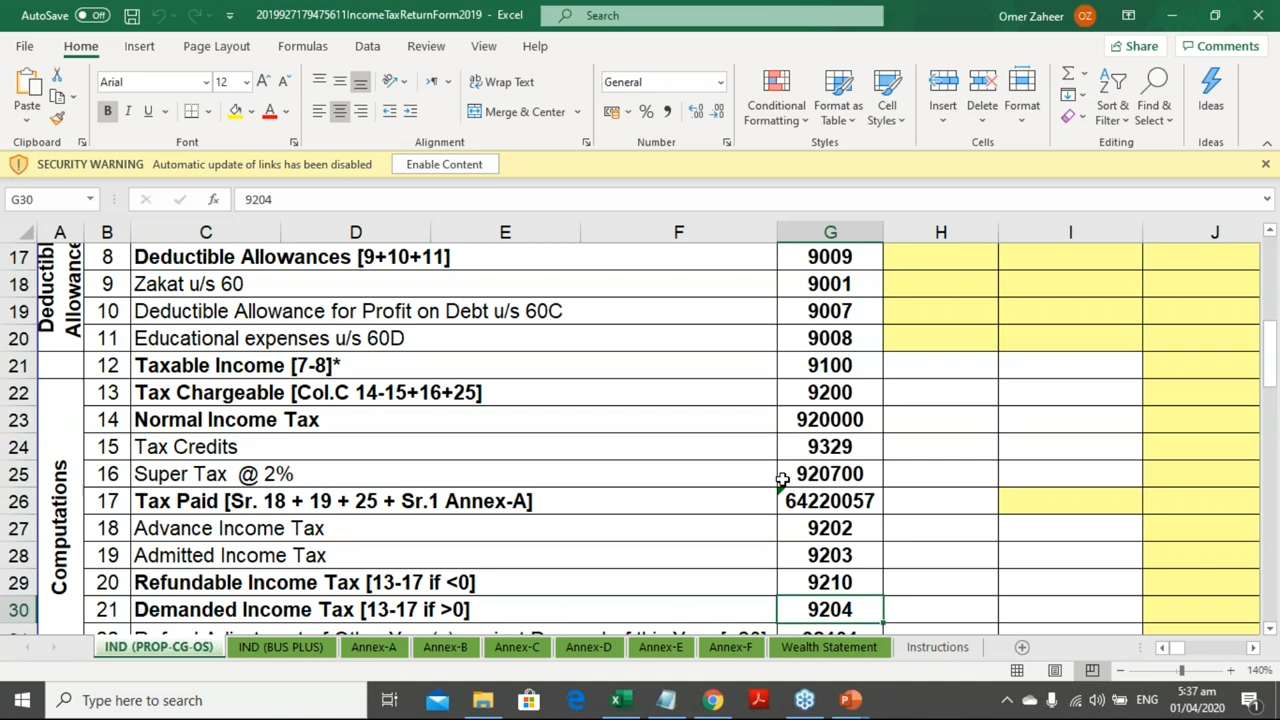 AutoSave Off 2019927179475611IncomeTaxReturnForm2019 - Excel Search Omer Zaheer OZ
File Home Insert Page Layout Formulas Data Review View Help Share Comments
Arial 12 Wrap Text General
Paste B I U Merge & Center Conditional Formatting Format as Table Cell Styles Insert Delete Format Sort & Filter Find & Select Ideas
Clipboard Font Alignment Number Styles Cells Editing Ideas
SECURITY WARNING Automatic update of links has been disabled Enable Content
G30 fx 9204
A B C D E F G H I J
Deductibl Allowance
17 8 Deductible Allowances [9+10+11] 9009
18 9 Zakat u/s 60 9001
19 10 Deductible Allowance for Profit on Debt u/s 60C 9007
20 11 Educational expenses u/s 60D 9008
21 12 Taxable Income [7-8]* 9100
22 13 Tax Chargeable [Col.C 14-15+16+25] 9200
23 14 Normal Income Tax 920000
24 15 Tax Credits 9329
25 16 Super Tax @ 2% 920700
26 17 Tax Paid [Sr. 18 + 19 + 25 + Sr.1 Annex-A] 64220057
27 18 Advance Income Tax 9202
28 19 Admitted Income Tax 9203
29 20 Refundable Income Tax [13-17 if <0] 9210
30 21 Demanded Income Tax [13-17 if >0] 9204
Computations
IND (PROP-CG-OS) IND (BUS PLUS) Annex-A Annex-B Annex-C Annex-D Annex-E Annex-F Wealth Statement Instructions
140%
Type here to search ENG 5:37 am
01/04/2020